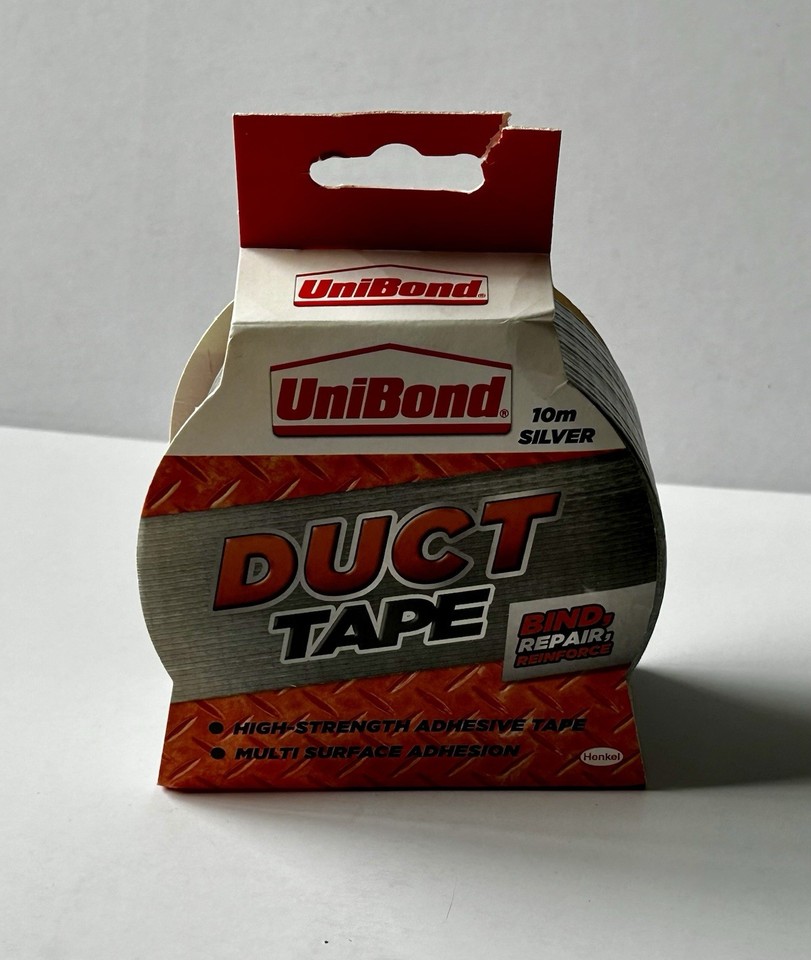 UniBond®
UniBond®
10m
SILVER
DUCT
TAPE
BIND,
REPAIR,
REINFORCE
• HIGH-STRENGTH ADHESIVE TAPE
• MULTI SURFACE ADHESION
Henkel